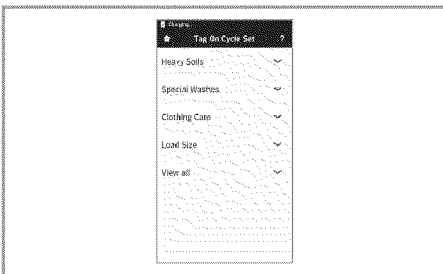 Charging
Tag On Cycle Set ?
Heavy Soils
Special Washes
Clothing Care
Load Size
View all